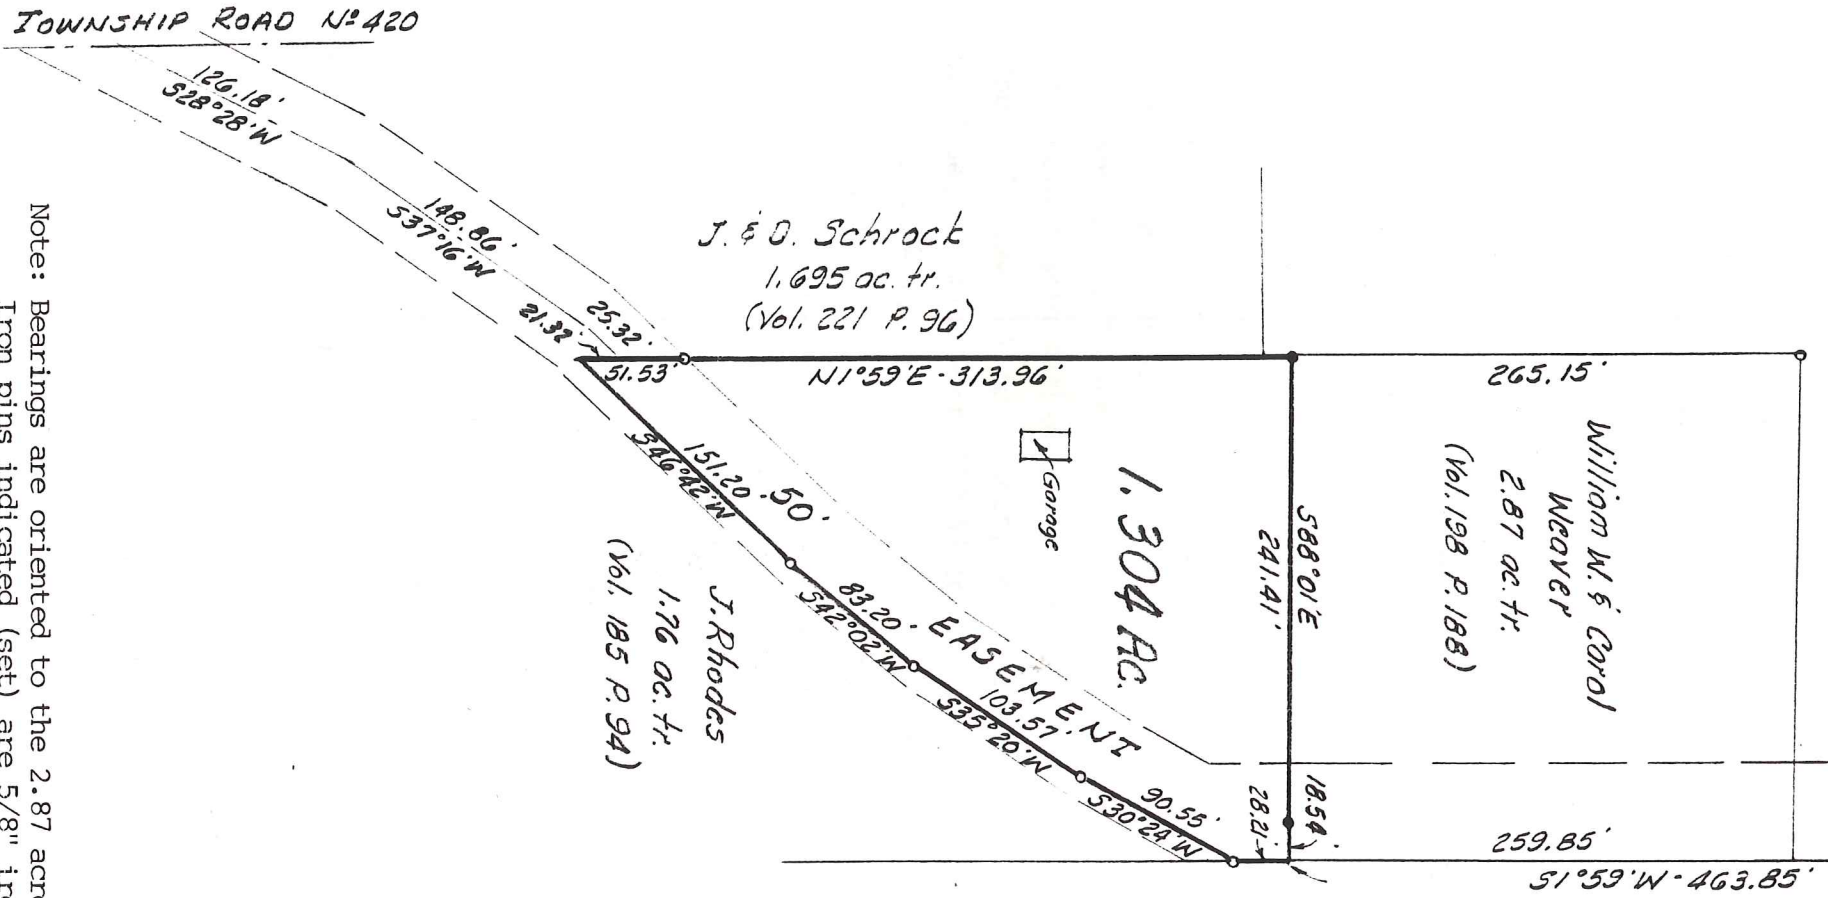 TOWNSHIP ROAD Nº 420
126.18'
S28°28'W
148.86'
S37°16'W
21.32'
25.32'
J. & D. Schrock
1.695 ac. tr.
(Vol. 221 P. 96)
51.53'
N1°59'E - 313.96'
265.15'
Garage
1.304 Ac.
S88°01'E
241.41'
William W. & Carol
Weaver
2.87 ac. tr.
(Vol. 198 P. 188)
151.20
S46°42'W
50'
EASEMENT
83.20
S42°02'W
103.57'
S35°20'W
90.55'
S30°24'W
28.21'
18.54'
259.85'
S1°59'W - 463.85'
J. Rhodes
1.76 ac. tr.
(Vol. 185 P. 94)
Note: Bearings are oriented to the 2.87 acr
Iron pins indicated (set) are 5/8" ir